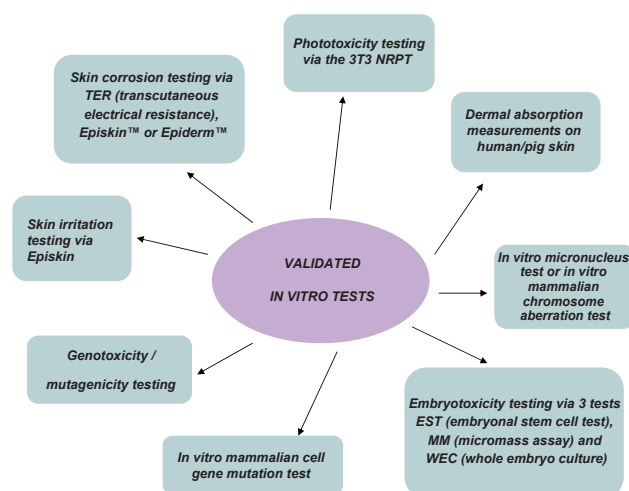 Phototoxicity testing
via the 3T3 NRPT
Skin corrosion testing via
TER (transcutaneous
electrical resistance),
Episkin™ or Epiderm™
Dermal absorption
measurements on
human/pig skin
Skin irritation
testing via
Episkin
VALIDATED
IN VITRO TESTS
In vitro micronucleus
test or in vitro
mammalian
chromosome
aberration test
Genotoxicity /
mutagenicity testing
Embryotoxicity testing via 3 tests
EST (embryonal stem cell test),
MM (micromass assay) and
WEC (whole embryo culture)
In vitro mammalian cell
gene mutation test